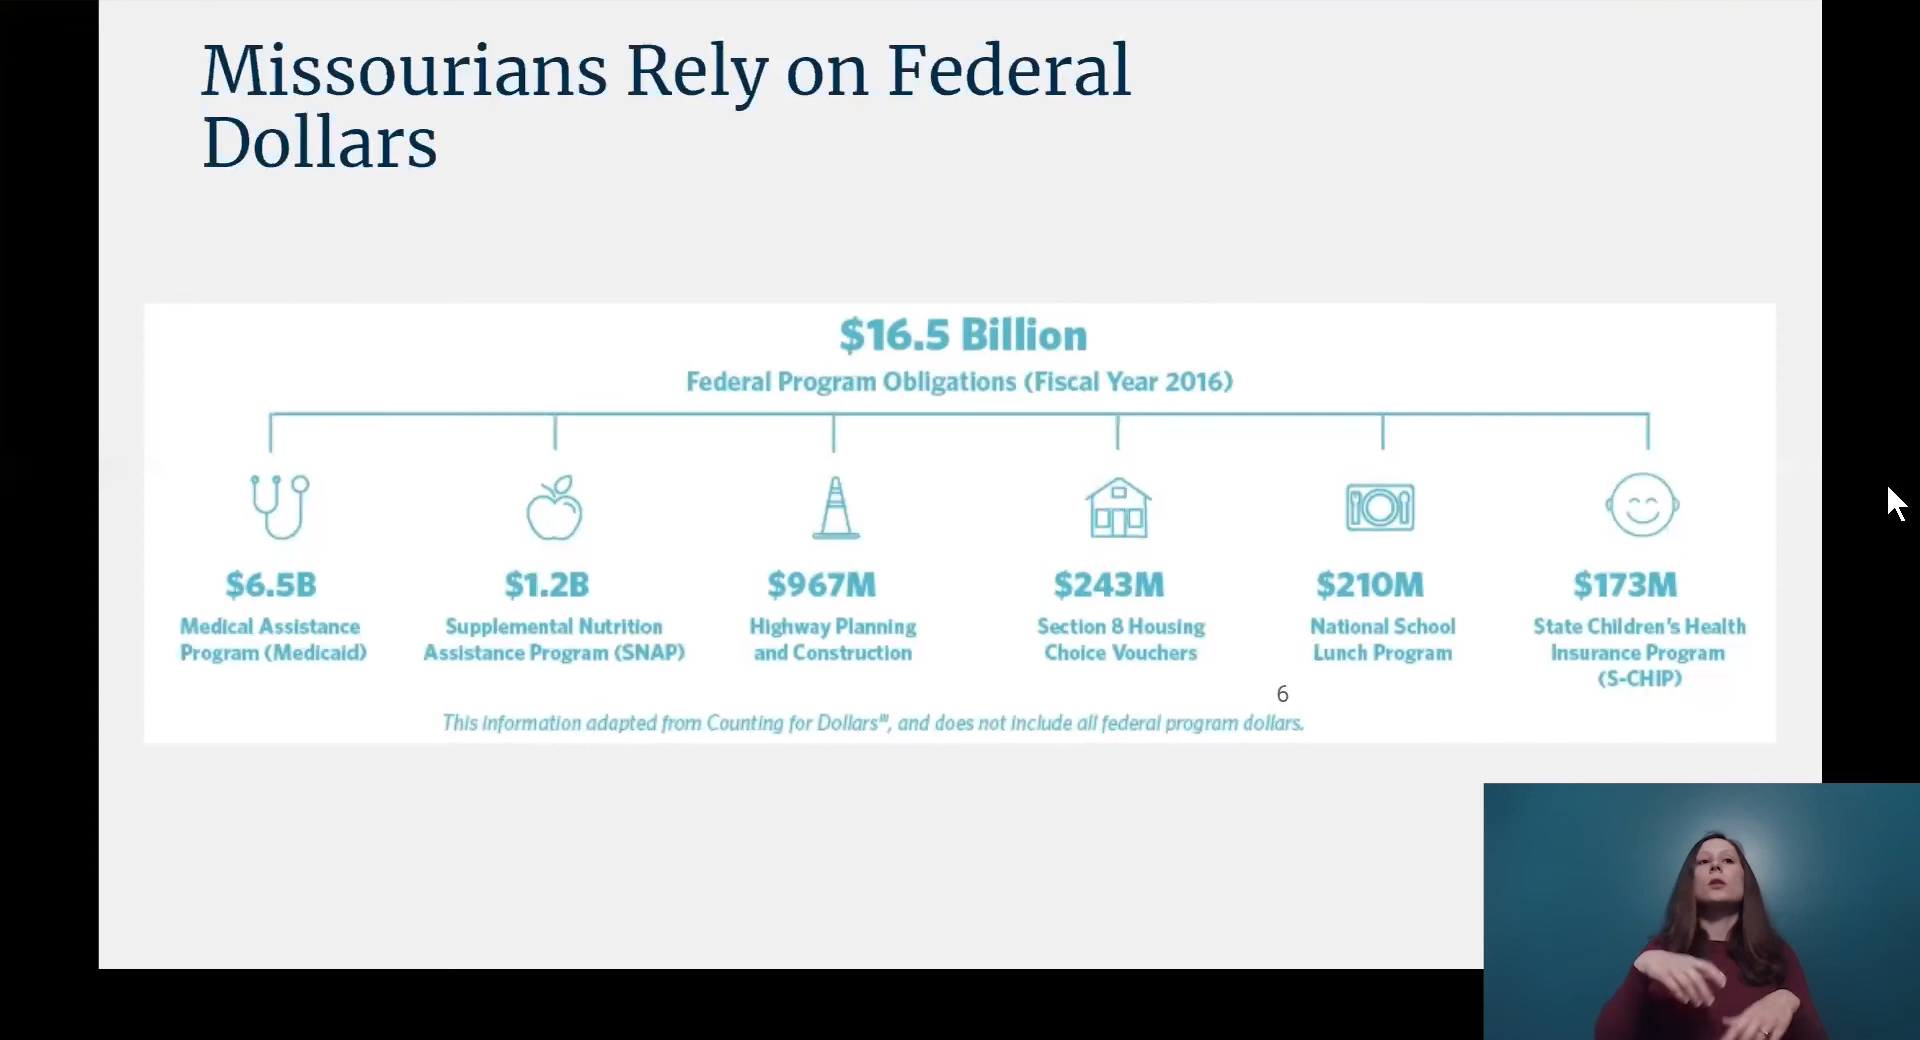 Missourians Rely on Federal
Dollars
$16.5 Billion
Federal Program Obligations (Fiscal Year 2016)
$6.5B
Medical Assistance
Program (Medicaid)
$1.2B
Supplemental Nutrition
Assistance Program (SNAP)
$967M
Highway Planning
and Construction
$243M
Section 8 Housing
Choice Vouchers
$210M
National School
Lunch Program
$173M
State Children's Health
Insurance Program
(S-CHIP)
6
This information adapted from Counting for Dollars℠, and does not include all federal program dollars.